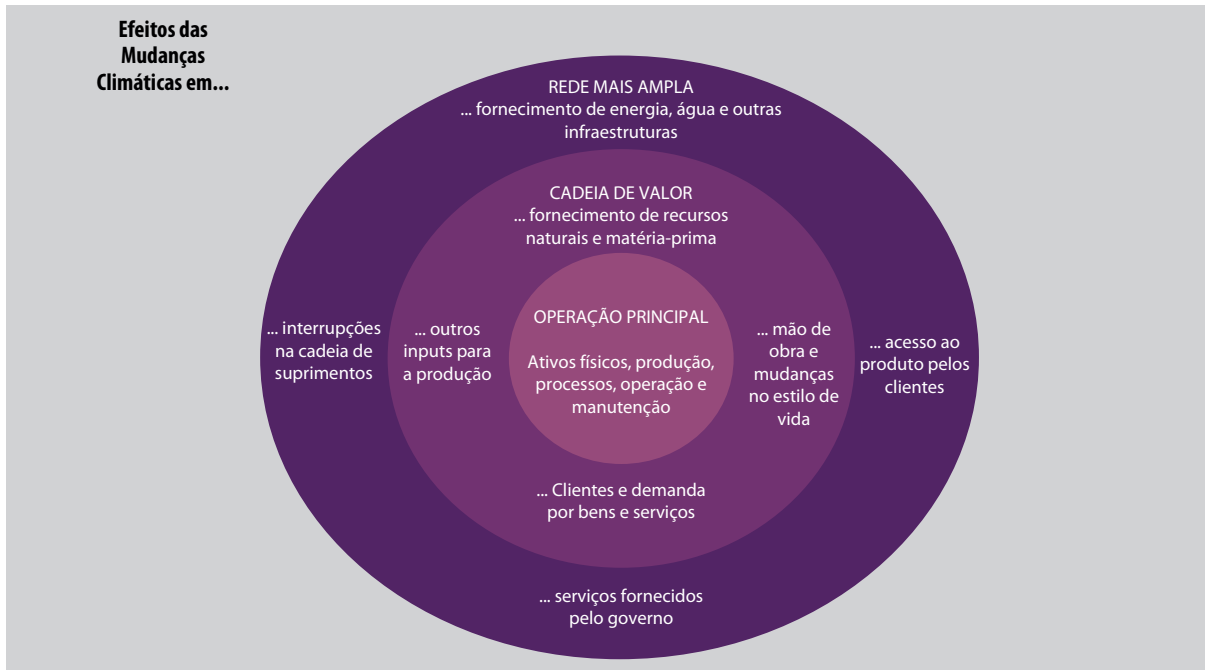 Efeitos das
Mudanças
Climáticas em...
REDE MAIS AMPLA
... fornecimento de energia, água e outras
infraestruturas
CADEIA DE VALOR
... fornecimento de recursos
naturais e matéria-prima
... interrupções
na cadeia de
suprimentos
... outros
inputs para
a produção
OPERAÇÃO PRINCIPAL
Ativos físicos, produção,
processos, operação e
manutenção
... mão de
obra e
mudanças
no estilo de
vida
... acesso ao
produto pelos
clientes
... Clientes e demanda
por bens e serviços
... serviços fornecidos
pelo governo